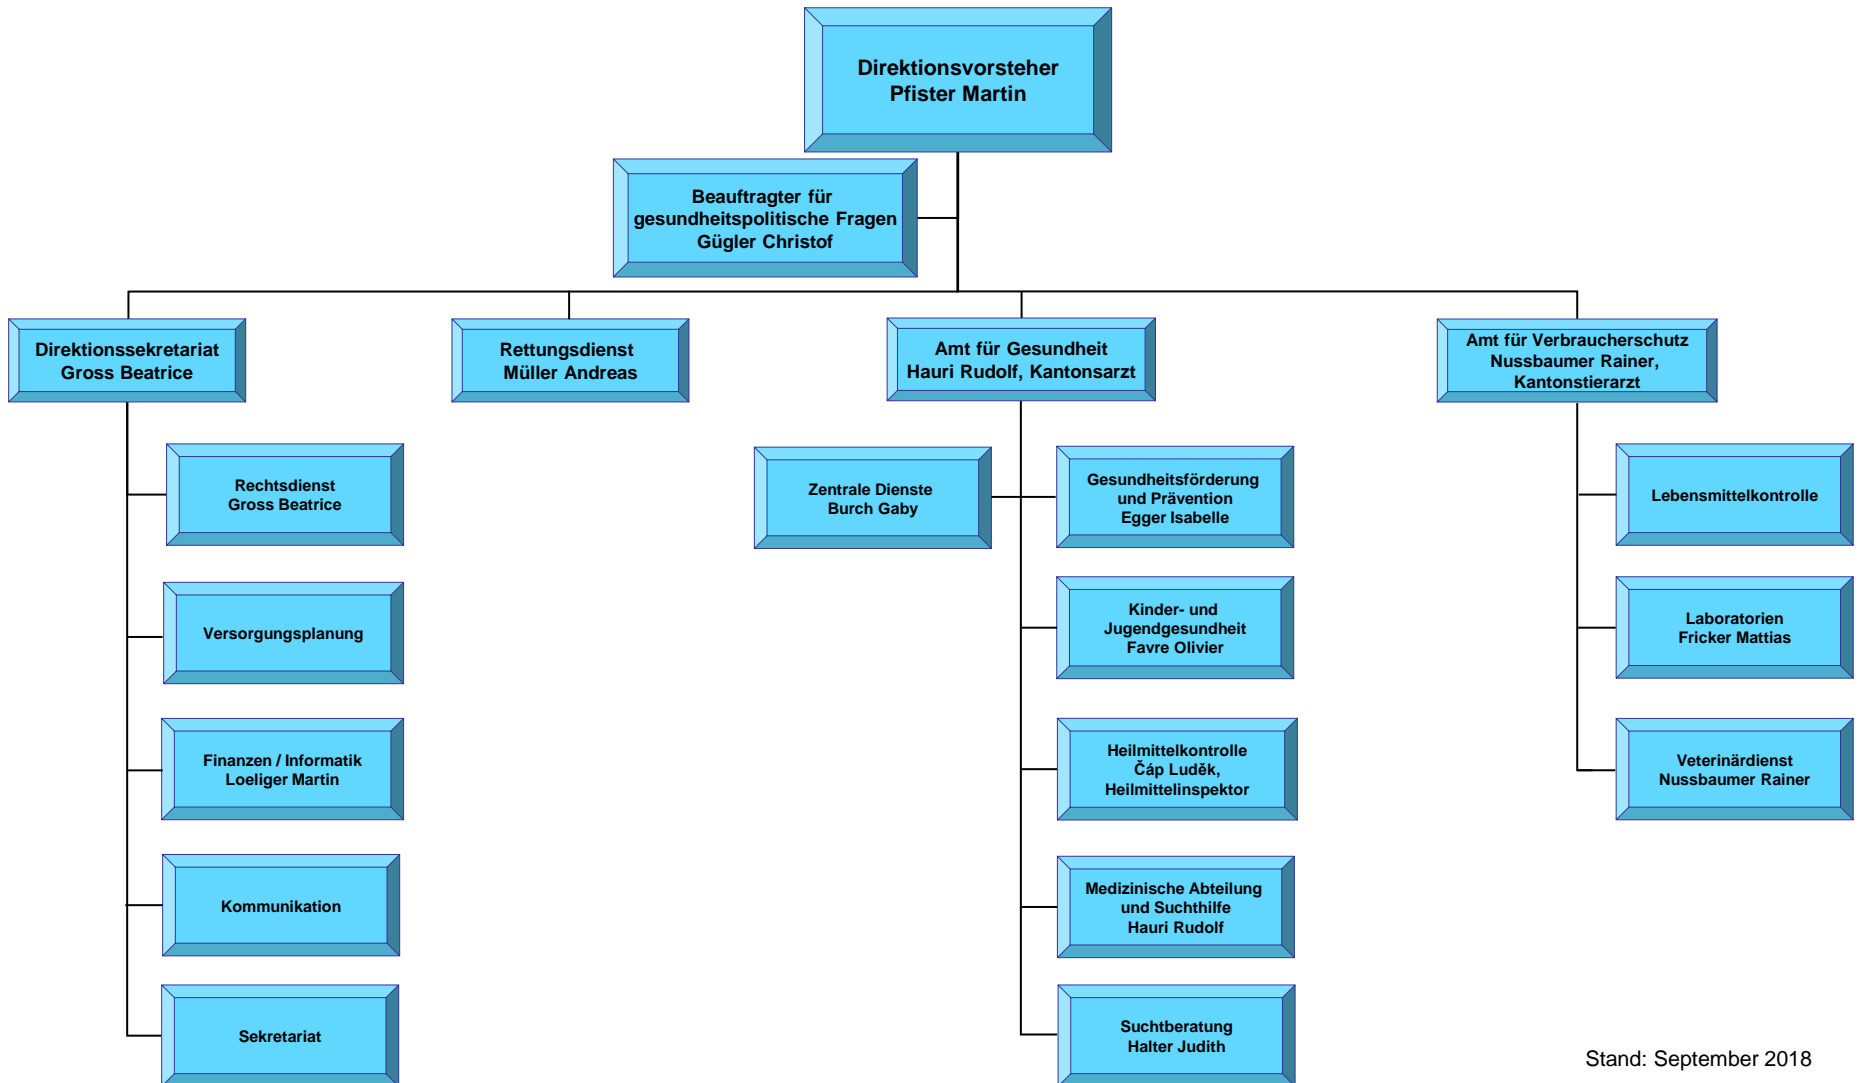 Direktionsvorsteher
Pfister Martin
Beauftragter für
gesundheitspolitische Fragen
Gügler Christof
Direktionssekretariat
Gross Beatrice
Rettungsdienst
Müller Andreas
Amt für Gesundheit
Hauri Rudolf, Kantonsarzt
Amt für Verbraucherschutz
Nussbaumer Rainer,
Kantonstierarzt
Rechtsdienst
Gross Beatrice
Versorgungsplanung
Finanzen / Informatik
Loeliger Martin
Kommunikation
Sekretariat
Zentrale Dienste
Burch Gaby
Gesundheitsförderung
und Prävention
Egger Isabelle
Kinder- und
Jugendgesundheit
Favre Olivier
Heilmittelkontrolle
Čáp Luděk,
Heilmittelinspektor
Medizinische Abteilung
und Suchthilfe
Hauri Rudolf
Suchtberatung
Halter Judith
Lebensmittelkontrolle
Laboratorien
Fricker Mattias
Veterinärdienst
Nussbaumer Rainer
Stand: September 2018